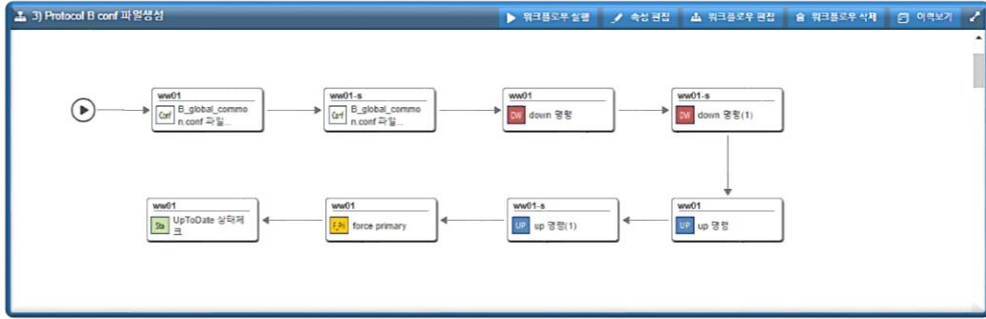 3) Protocol B conf 파일생성
워크플로우 실행
속성 편집
워크플로우 편집
워크플로우 삭제
이력보기
ww01
Conf
B_global_commo
n.conf 파일...
ww01-s
Conf
B_global_commo
n.conf 파일...
ww01
DW
down 명령
ww01-s
DW
down 명령(1)
ww01
Sta
UpToDate 상태체
크
ww01
F_Pri
force primary
ww01-s
UP
up 명령(1)
ww01
UP
up 명령